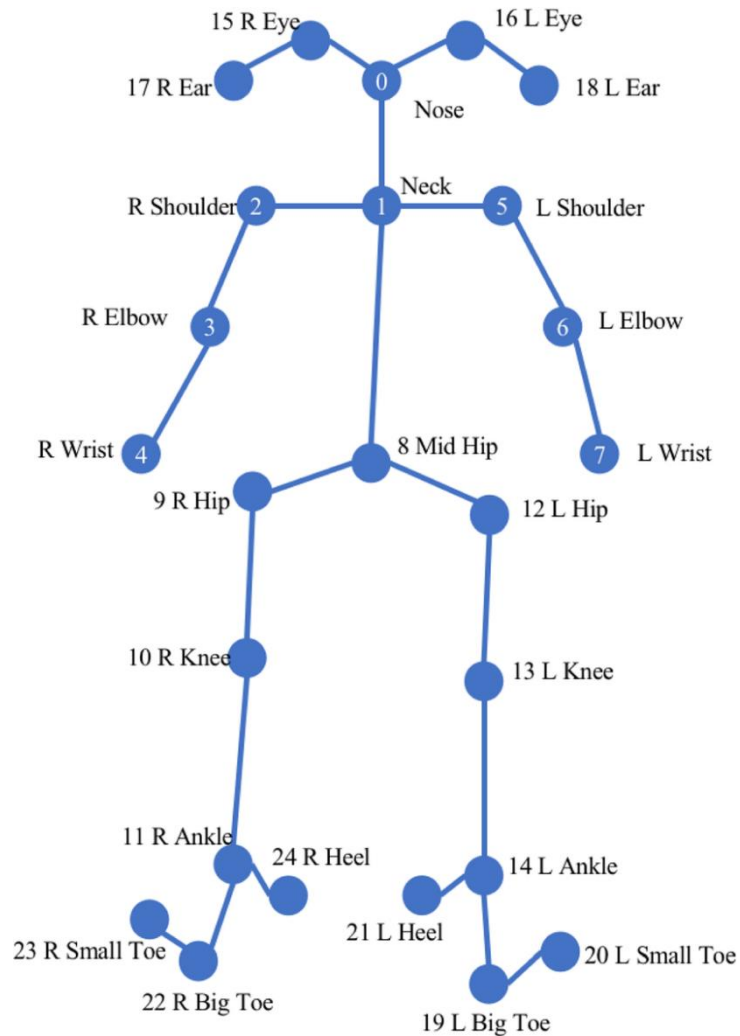 15 R Eye
16 L Eye
17 R Ear
0
18 L Ear
Nose
Neck
R Shoulder
2
1
5
L Shoulder
R Elbow
3
6
L Elbow
R Wrist
4
8 Mid Hip
7
L Wrist
9 R Hip
12 L Hip
10 R Knee
13 L Knee
11 R Ankle
24 R Heel
14 L Ankle
21 L Heel
23 R Small Toe
20 L Small Toe
22 R Big Toe
19 L Big Toe